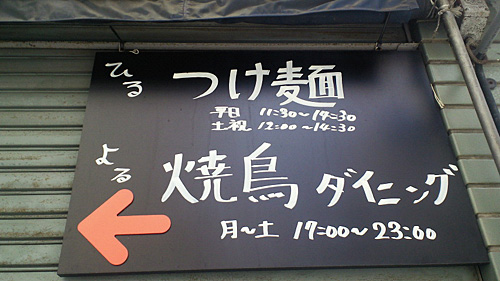 ひる つけ麺
平日 11:30〜14:30
土祝 12:00〜14:30
よる 焼鳥 ダイニング
月〜土 17:00〜23:00